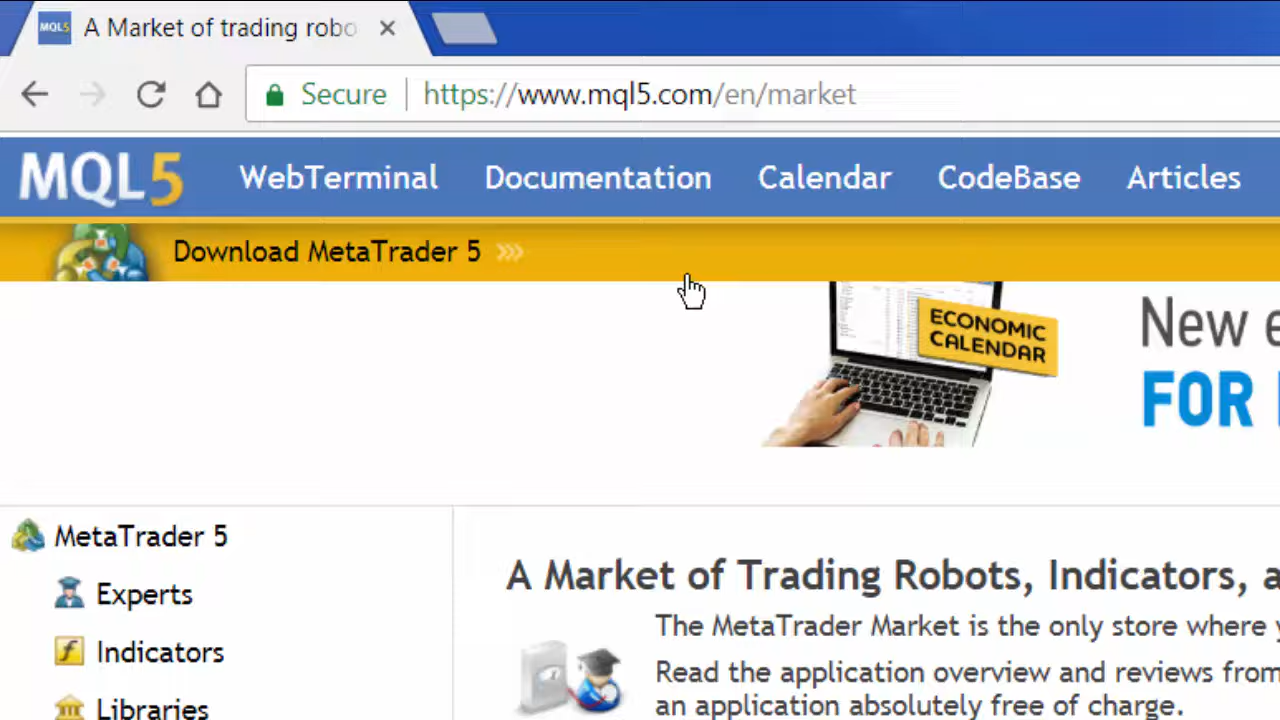 MQL5 A Market of trading robo
Secure https://www.mql5.com/en/market
MQL5 WebTerminal Documentation Calendar CodeBase Articles
Download MetaTrader 5
ECONOMIC
CALENDAR
New e
FOR
MetaTrader 5
Experts
Indicators
Libraries
A Market of Trading Robots, Indicators, a
The MetaTrader Market is the only store where y
Read the application overview and reviews from
an application absolutely free of charge.